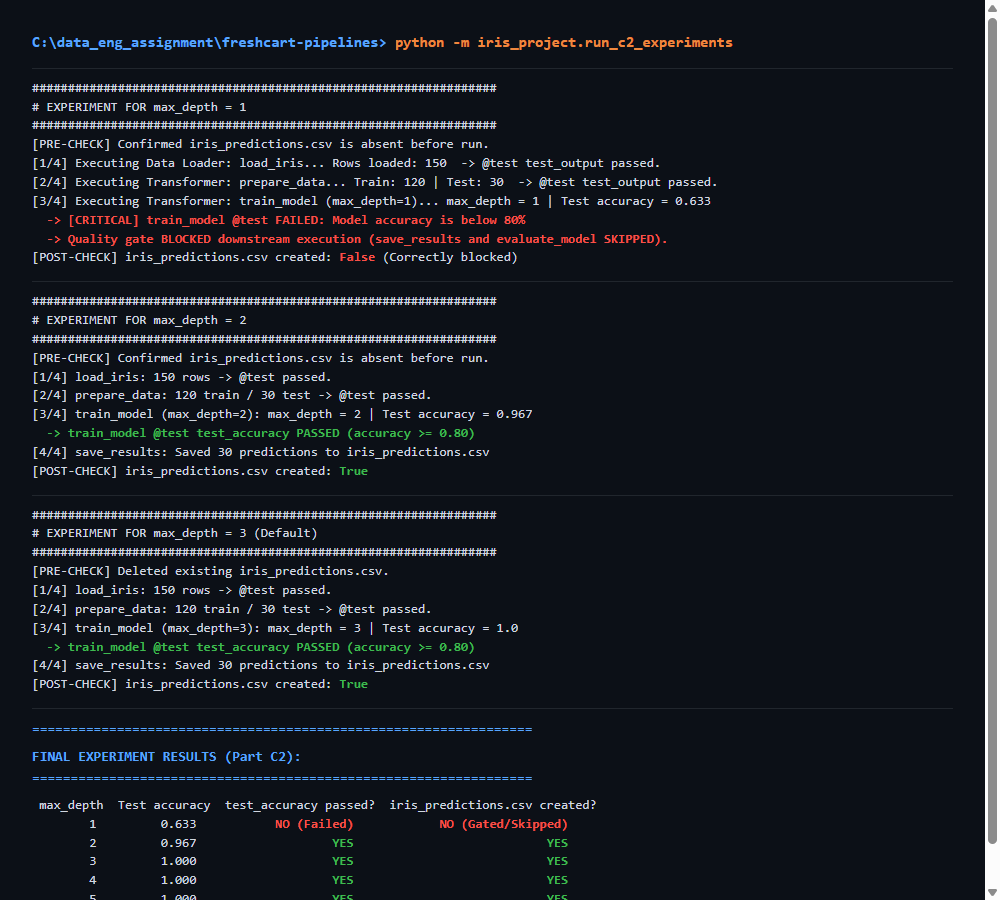 C:\data_eng_assignment\freshcart-pipelines> python -m iris_project.run_c2_experiments
#################################################################
# EXPERIMENT FOR max_depth = 1
#################################################################
[PRE-CHECK] Confirmed iris_predictions.csv is absent before run.
[1/4] Executing Data Loader: load_iris... Rows loaded: 150  -> @test test_output passed.
[2/4] Executing Transformer: prepare_data... Train: 120 | Test: 30  -> @test test_output passed.
[3/4] Executing Transformer: train_model (max_depth=1)... max_depth = 1 | Test accuracy = 0.633
-> [CRITICAL] train_model @test FAILED: Model accuracy is below 80%
-> Quality gate BLOCKED downstream execution (save_results and evaluate_model SKIPPED).
[POST-CHECK] iris_predictions.csv created: False (Correctly blocked)
#################################################################
# EXPERIMENT FOR max_depth = 2
#################################################################
[PRE-CHECK] Confirmed iris_predictions.csv is absent before run.
[1/4] load_iris: 150 rows -> @test passed.
[2/4] prepare_data: 120 train / 30 test -> @test passed.
[3/4] train_model (max_depth=2): max_depth = 2 | Test accuracy = 0.967
-> train_model @test test_accuracy PASSED (accuracy >= 0.80)
[4/4] save_results: Saved 30 predictions to iris_predictions.csv
[POST-CHECK] iris_predictions.csv created: True
#################################################################
# EXPERIMENT FOR max_depth = 3 (Default)
#################################################################
[PRE-CHECK] Deleted existing iris_predictions.csv.
[1/4] load_iris: 150 rows -> @test passed.
[2/4] prepare_data: 120 train / 30 test -> @test passed.
[3/4] train_model (max_depth=3): max_depth = 3 | Test accuracy = 1.0
-> train_model @test test_accuracy PASSED (accuracy >= 0.80)
[4/4] save_results: Saved 30 predictions to iris_predictions.csv
[POST-CHECK] iris_predictions.csv created: True
=================================================================
FINAL EXPERIMENT RESULTS (Part C2):
=================================================================
max_depth  Test accuracy  test_accuracy passed?  iris_predictions.csv created?
1  0.633  NO (Failed)  NO (Gated/Skipped)
2  0.967  YES  YES
3  1.000  YES  YES
4  1.000  YES  YES
5  1.000  YES  YES